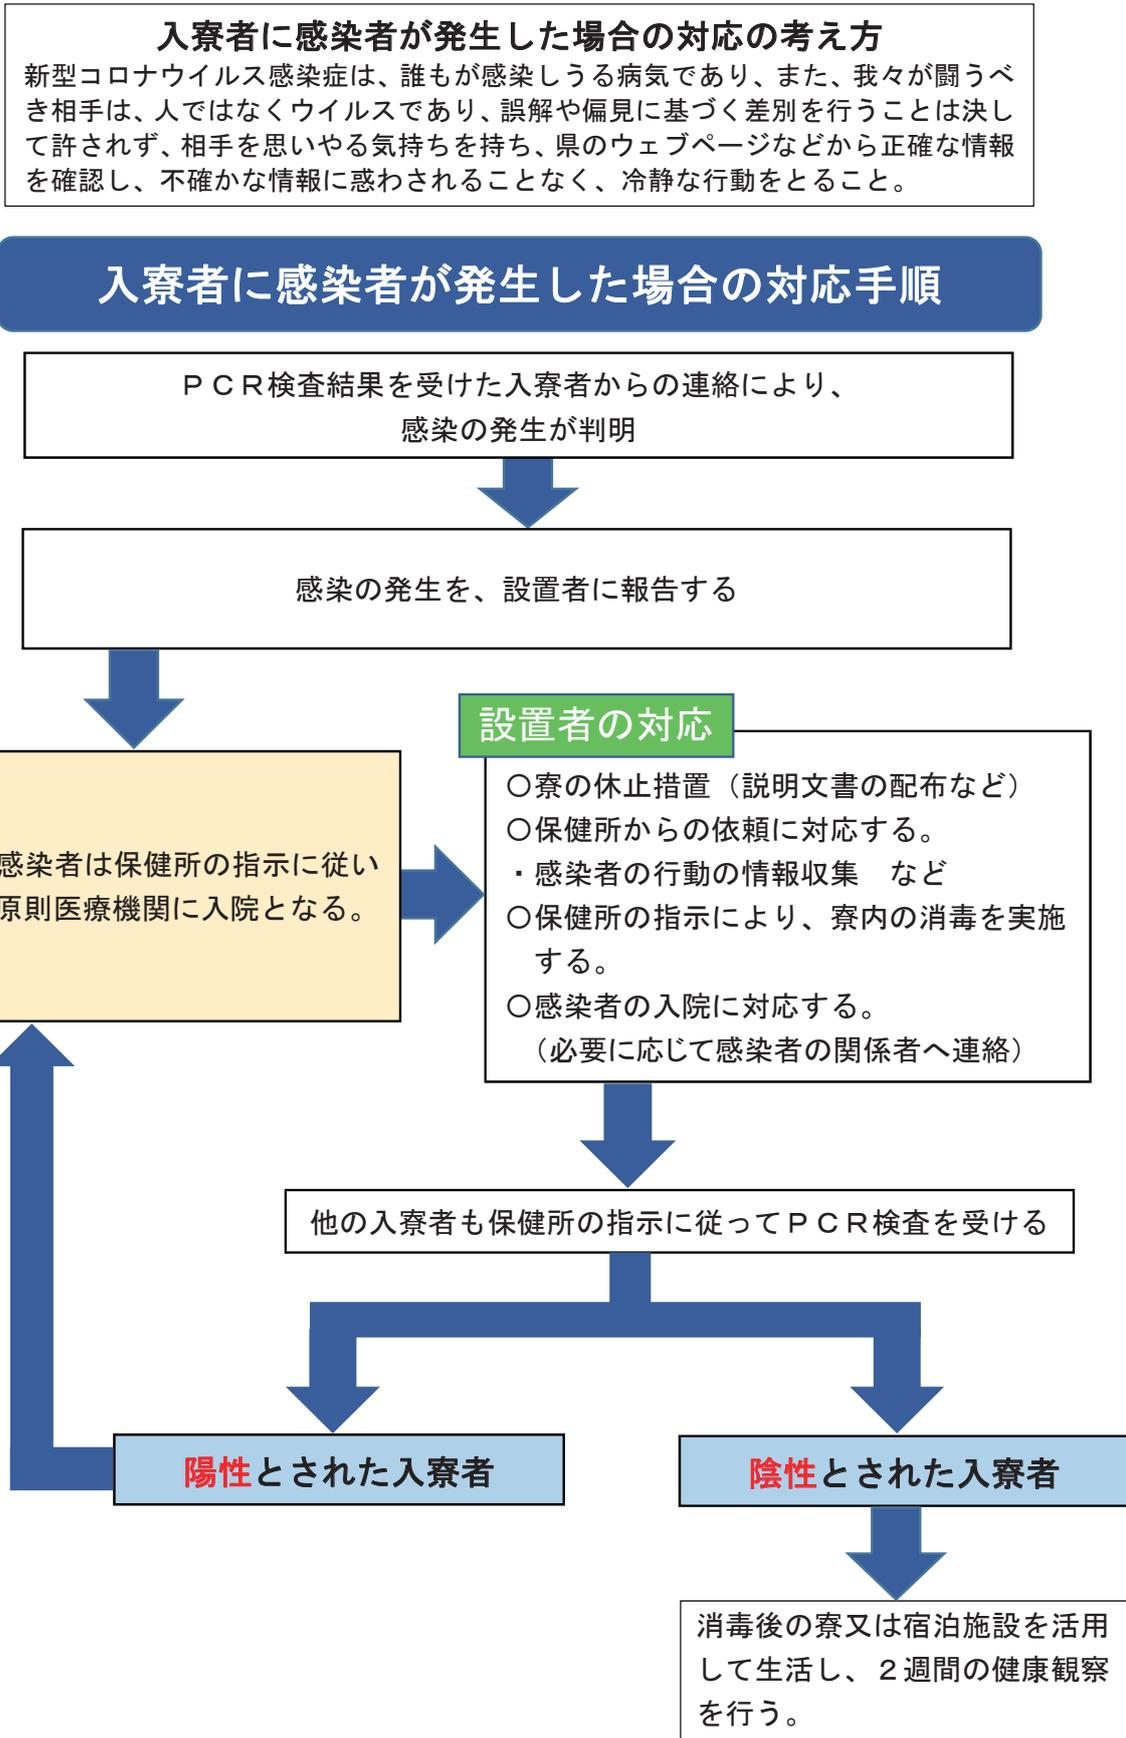 入寮者に感染者が発生した場合の対応の考え方
新型コロナウイルス感染症は、誰もが感染しうる病気であり、また、我々が闘うべ
き相手は、人ではなくウイルスであり、誤解や偏見に基づく差別を行うことは決し
て許されず、相手を思いやる気持ちを持ち、県のウェブページなどから正確な情報
を確認し、不確かな情報に惑わされることなく、冷静な行動をとること。
入寮者に感染者が発生した場合の対応手順
ＰＣＲ検査結果を受けた入寮者からの連絡により、
感染の発生が判明
感染の発生を、設置者に報告する
感染者は保健所の指示に従い
原則医療機関に入院となる。
設置者の対応
○寮の休止措置（説明文書の配布など）
○保健所からの依頼に対応する。
・感染者の行動の情報収集　など
○保健所の指示により、寮内の消毒を実施
する。
○感染者の入院に対応する。
（必要に応じて感染者の関係者へ連絡）
他の入寮者も保健所の指示に従ってＰＣＲ検査を受ける
陽性とされた入寮者
陰性とされた入寮者
消毒後の寮又は宿泊施設を活用
して生活し、２週間の健康観察
を行う。